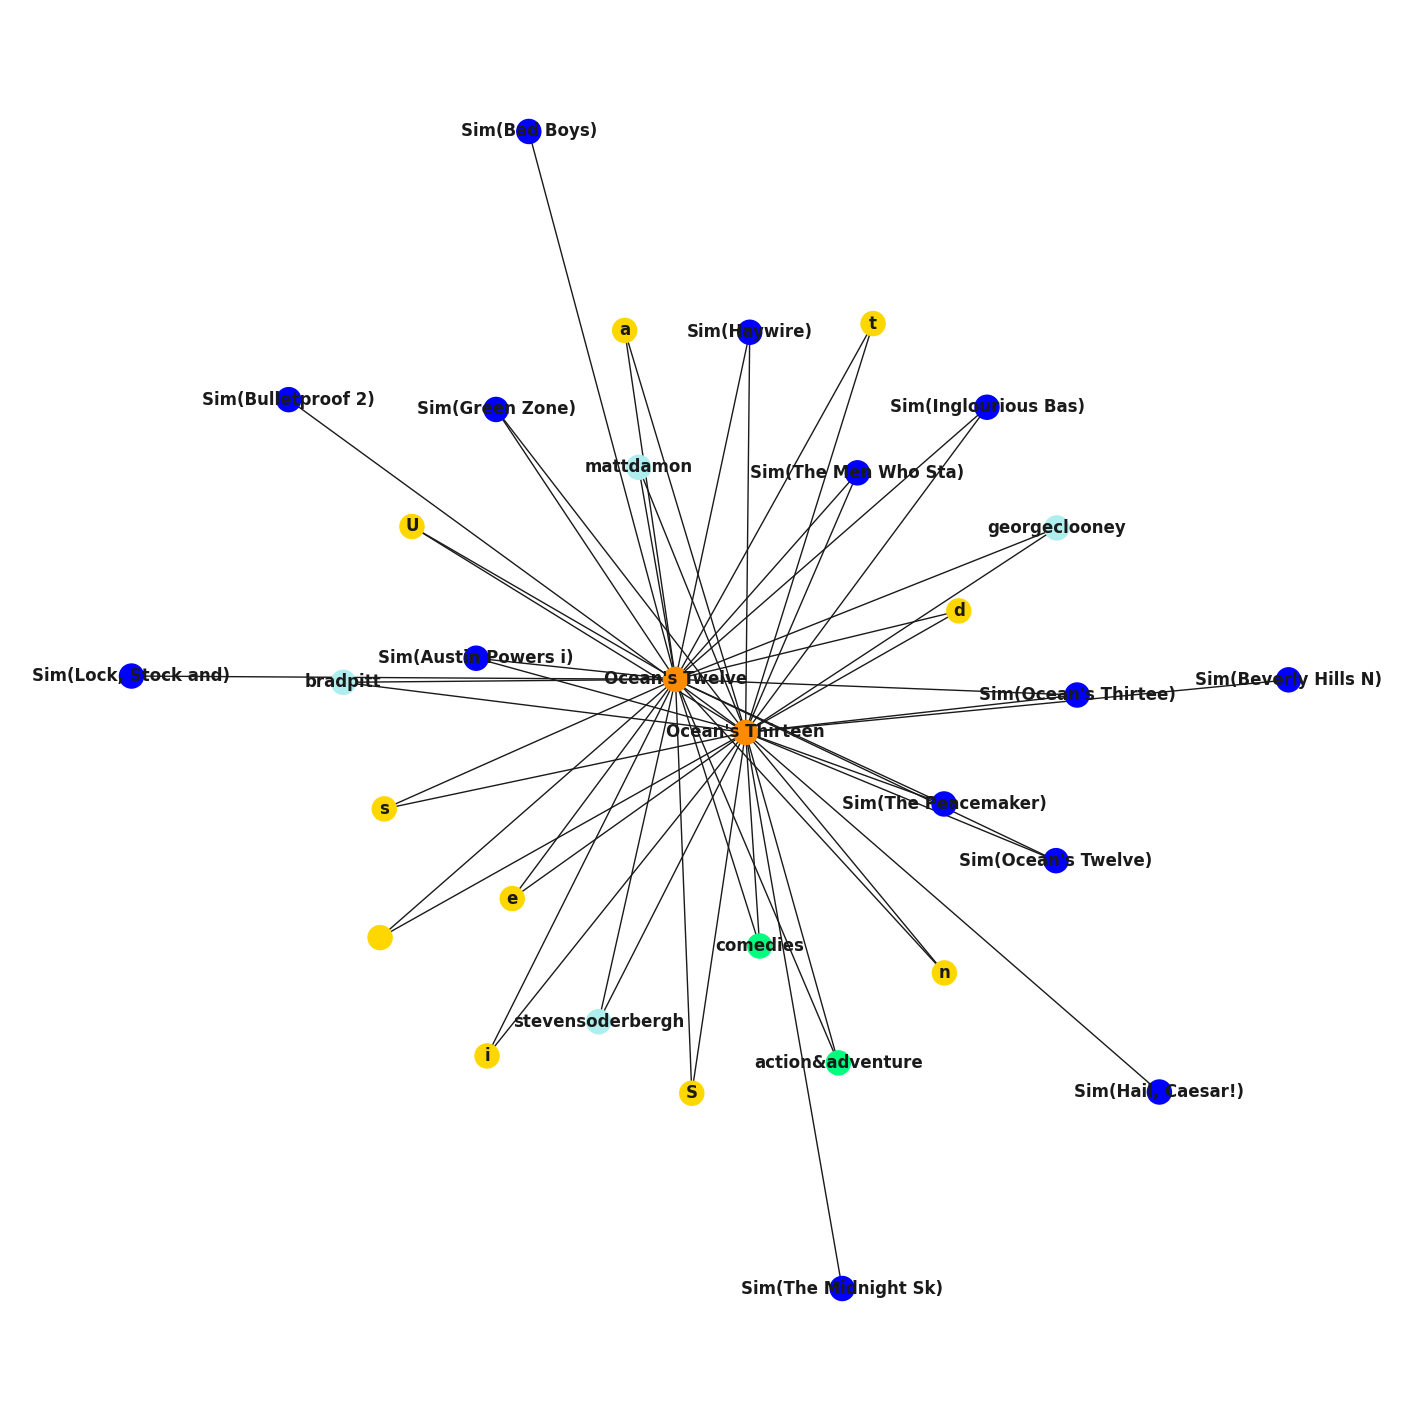 Sim(Bad Boys)
a
Sim(Haywire)
t
Sim(Bulletproof 2)
Sim(Green Zone)
Sim(Inglourious Bas)
mattdamon
Sim(The Men Who Sta)
U
georgeclooney
d
Sim(Austin Powers i)
Sim(Lock, Stock and)
bradpitt
Ocean's Twelve
Sim(Ocean's Thirtee)
Sim(Beverly Hills N)
Ocean's Thirteen
s
Sim(The Peacemaker)
Sim(Ocean's Twelve)
e
comedies
n
stevensoderbergh
i
action&adventure
S
Sim(Hail, Caesar!)
Sim(The Midnight Sk)